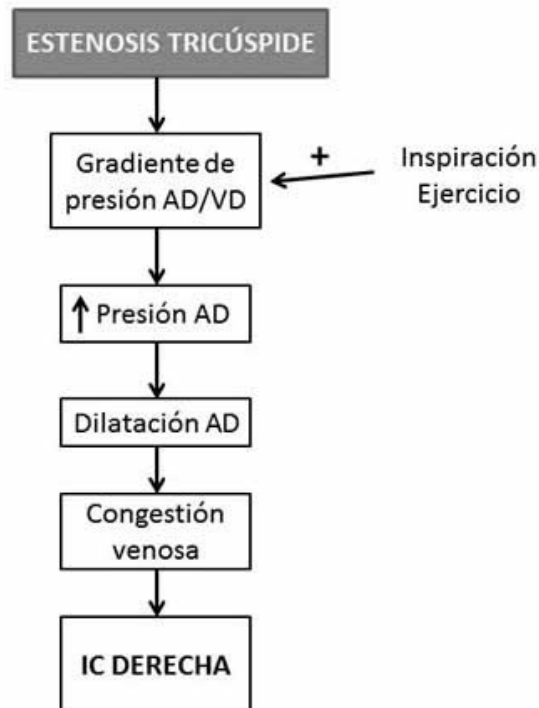 ESTENOSIS TRICÚSPIDE
Gradiente de
presión AD/VD
+
Inspiración
Ejercicio
↑ Presión AD
Dilatación AD
Congestión
venosa
IC DERECHA